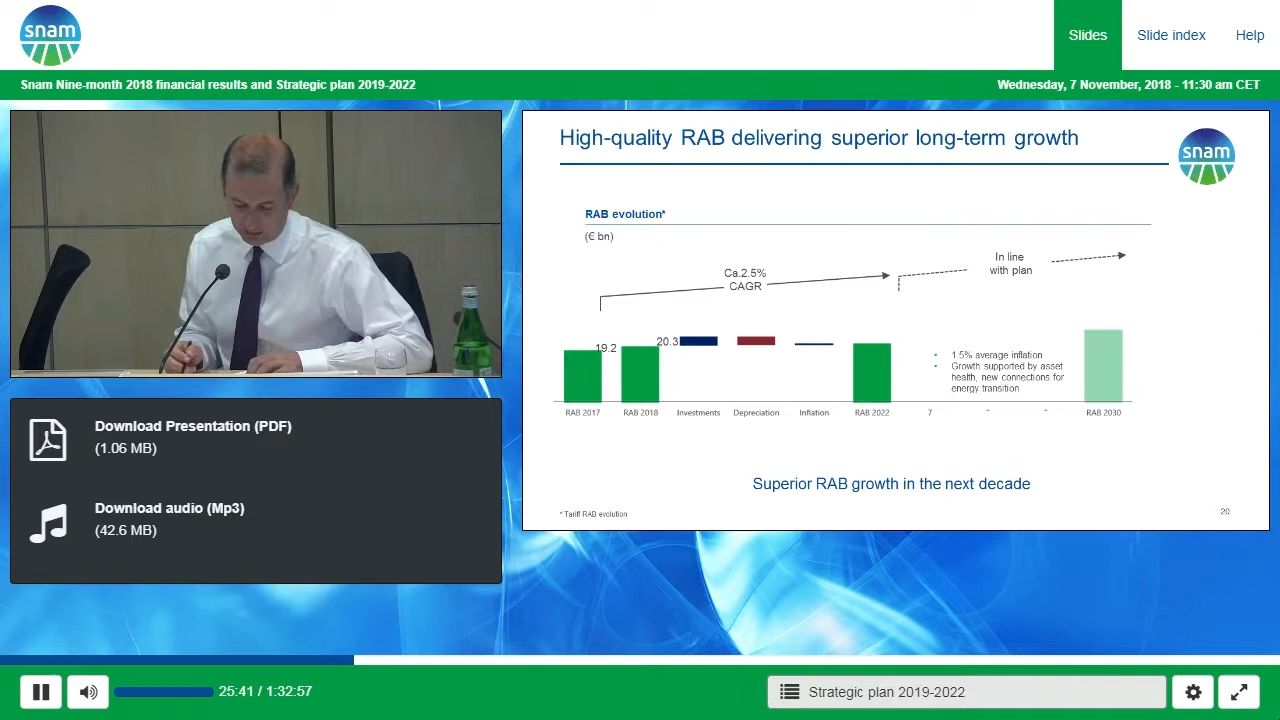 snam
Slides
Slide index
Help
Snam Nine-month 2018 financial results and Strategic plan 2019-2022
Wednesday, 7 November, 2018 - 11:30 am CET
High-quality RAB delivering superior long-term growth
snam
RAB evolution*
(€ bn)
Ca.2.5%
CAGR
In line
with plan
19.2
20.3
• 1.5% average inflation
• Growth supported by asset
health, new connections for
energy transition
RAB 2017
RAB 2018
Investments
Depreciation
Inflation
RAB 2022
7
RAB 2030
Superior RAB growth in the next decade
* Tariff RAB evolution
20
Download Presentation (PDF)
(1.06 MB)
Download audio (Mp3)
(42.6 MB)
25:41 / 1:32:57
Strategic plan 2019-2022